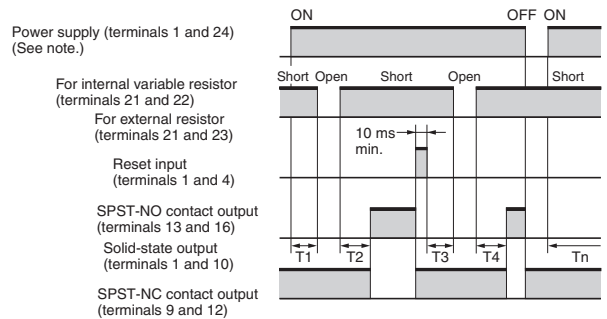 ON OFF ON
Power supply (terminals 1 and 24)
(See note.)
Short Open Short Open Short
For internal variable resistor
(terminals 21 and 22)
For external resistor
(terminals 21 and 23)
10 ms
min.
Reset input
(terminals 1 and 4)
SPST-NO contact output
(terminals 13 and 16)
Solid-state output
(terminals 1 and 10)
T1 T2 T3 T4 Tn
SPST-NC contact output
(terminals 9 and 12)